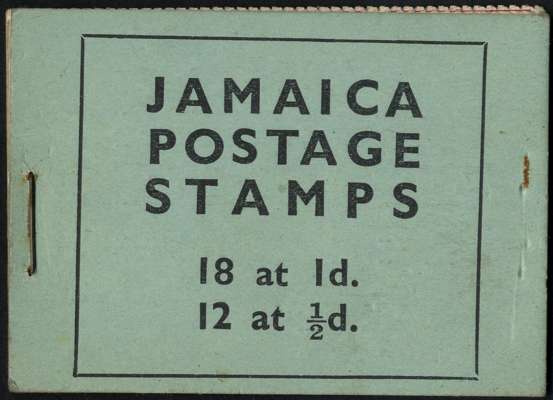 JAMAICA
POSTAGE
STAMPS
18 at 1d.
12 at ½d.